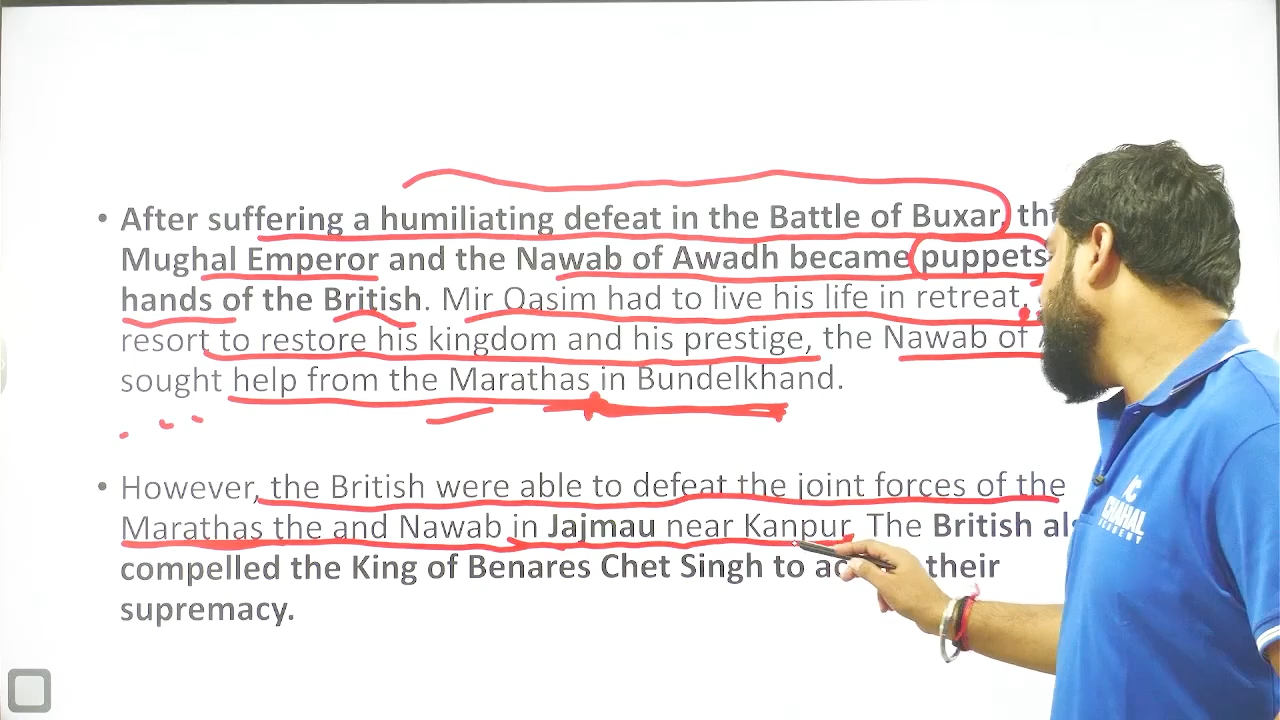 • After suffering a humiliating defeat in the Battle of Buxar, the
Mughal Emperor and the Nawab of Awadh became puppets
hands of the British. Mir Qasim had to live his life in retreat,
resort to restore his kingdom and his prestige, the Nawab of
sought help from the Marathas in Bundelkhand.
• However, the British were able to defeat the joint forces of the
Marathas the and Nawab in Jajmau near Kanpur. The British
compelled the King of Benares Chet Singh to their
supremacy.
CHAHAL